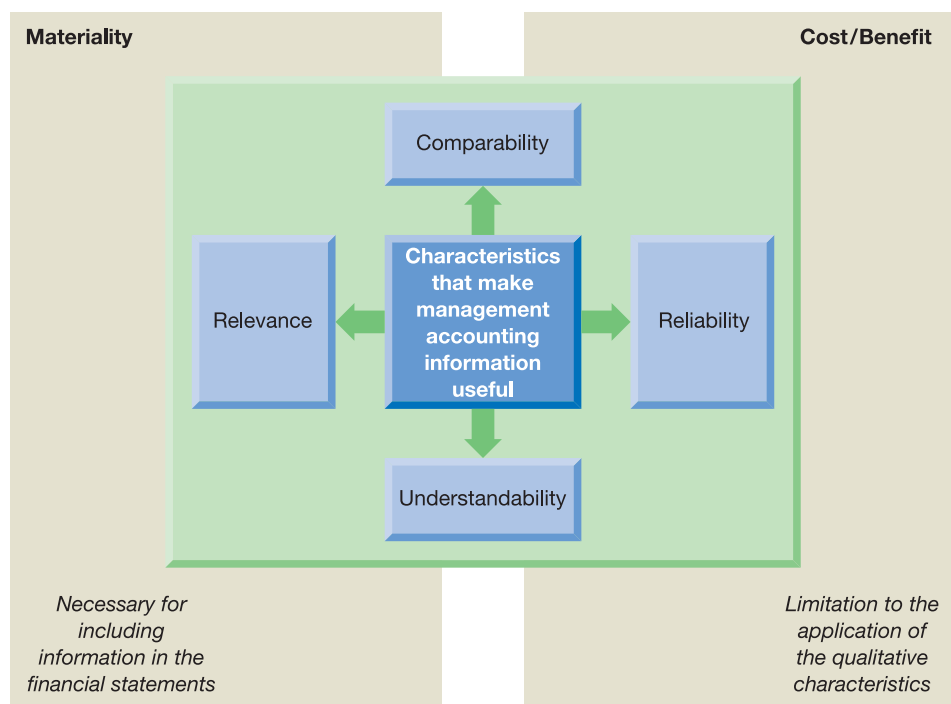 Materiality
Cost/Benefit
Comparability
Relevance
Characteristics
that make
management
accounting
information
useful
Reliability
Understandability
Necessary for
including
information in the
financial statements
Limitation to the
application of
the qualitative
characteristics